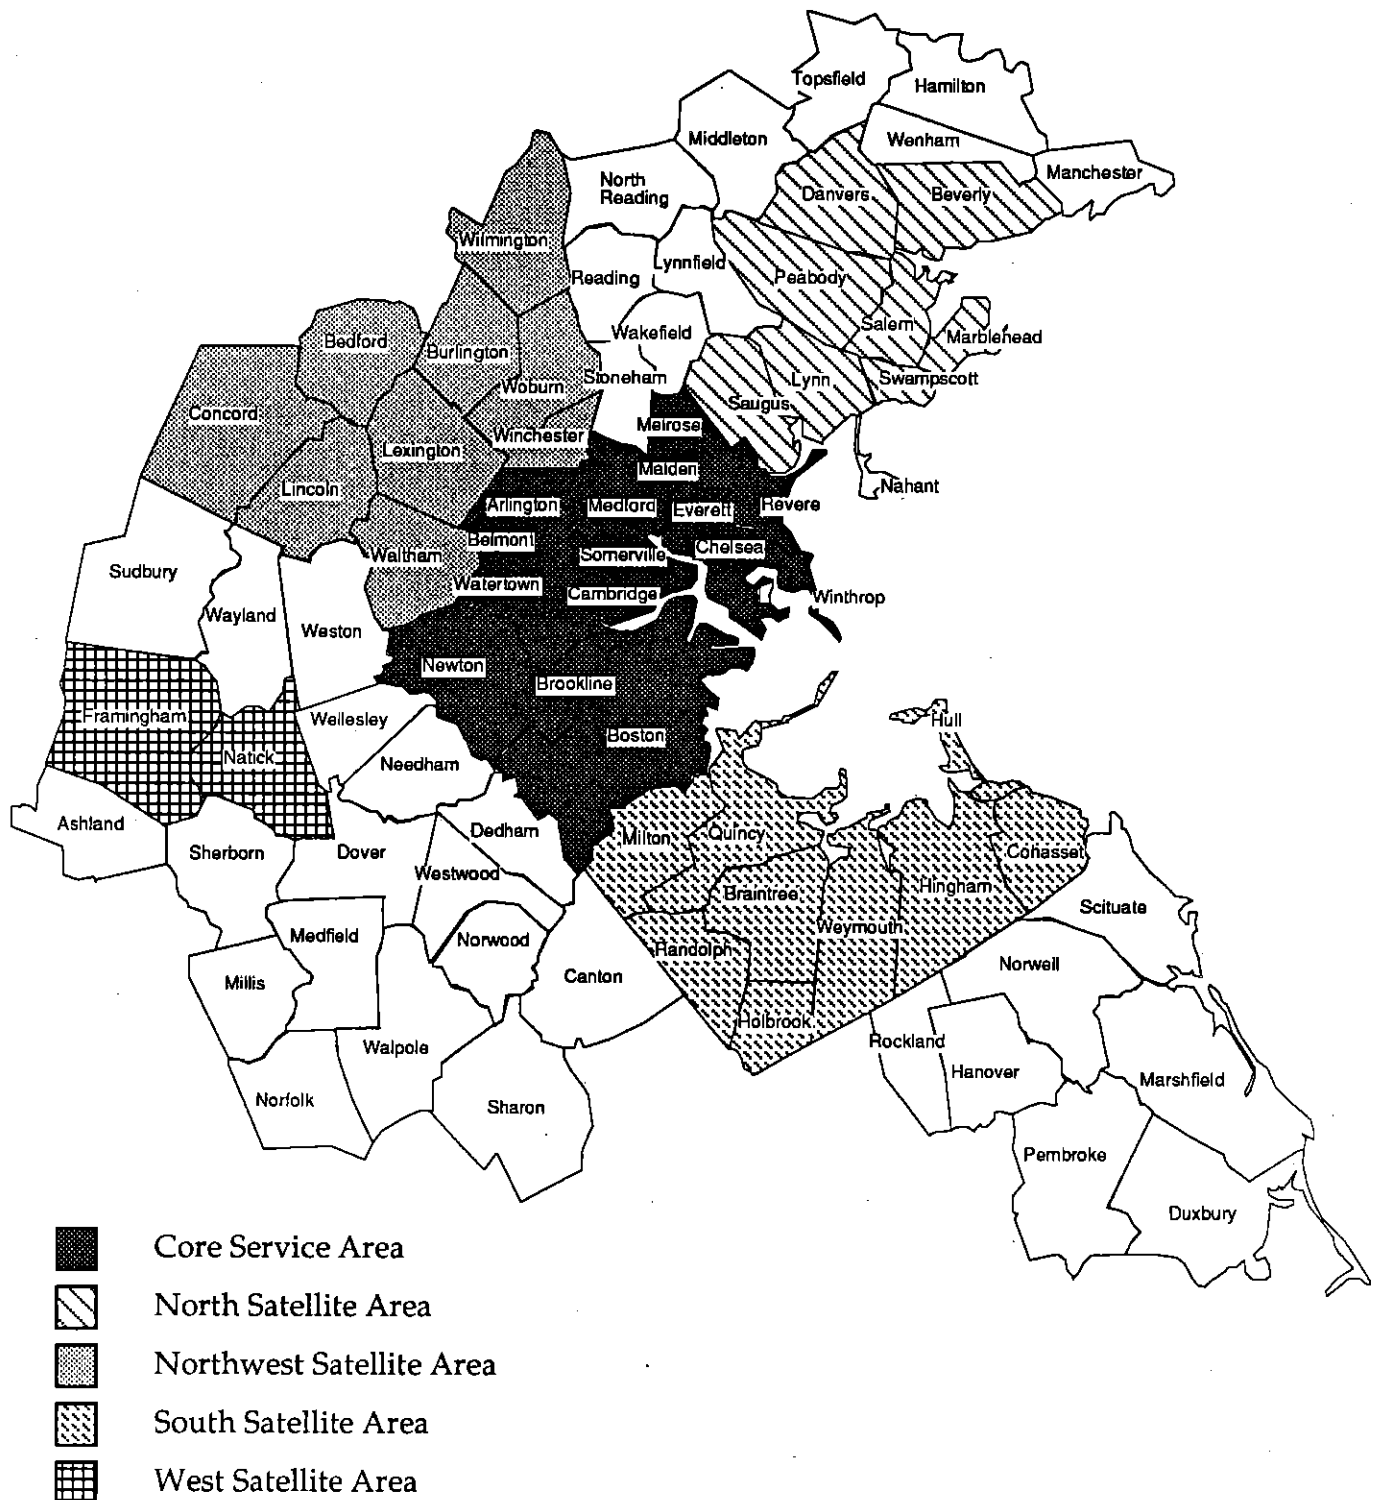 Topsfield
Hamilton
Middleton
Wenham
Manchester
North
Reading
Danvers
Beverly
Wilmington
Lynnfield
Reading
Peabody
Salem
Wakefield
Marblehead
Bedford
Burlington
Stoneham
Lynn
Swampscott
Woburn
Saugus
Concord
Melrose
Winchester
Lexington
Malden
Lincoln
Nahant
Arlington
Medford
Everett
Revere
Belmont
Somerville
Chelsea
Waltham
Sudbury
Watertown
Cambridge
Winthrop
Wayland
Weston
Newton
Brookline
Framingham
Wellesley
Hull
Boston
Natick
Needham
Ashland
Dedham
Milton
Quincy
Sherborn
Dover
Cohasset
Westwood
Hingham
Braintree
Scituate
Medfield
Norwood
Weymouth
Randolph
Norwell
Millis
Canton
Holbrook
Rockland
Walpole
Hanover
Marshfield
Norfolk
Sharon
Pembroke
Duxbury
Core Service Area
North Satellite Area
Northwest Satellite Area
South Satellite Area
West Satellite Area